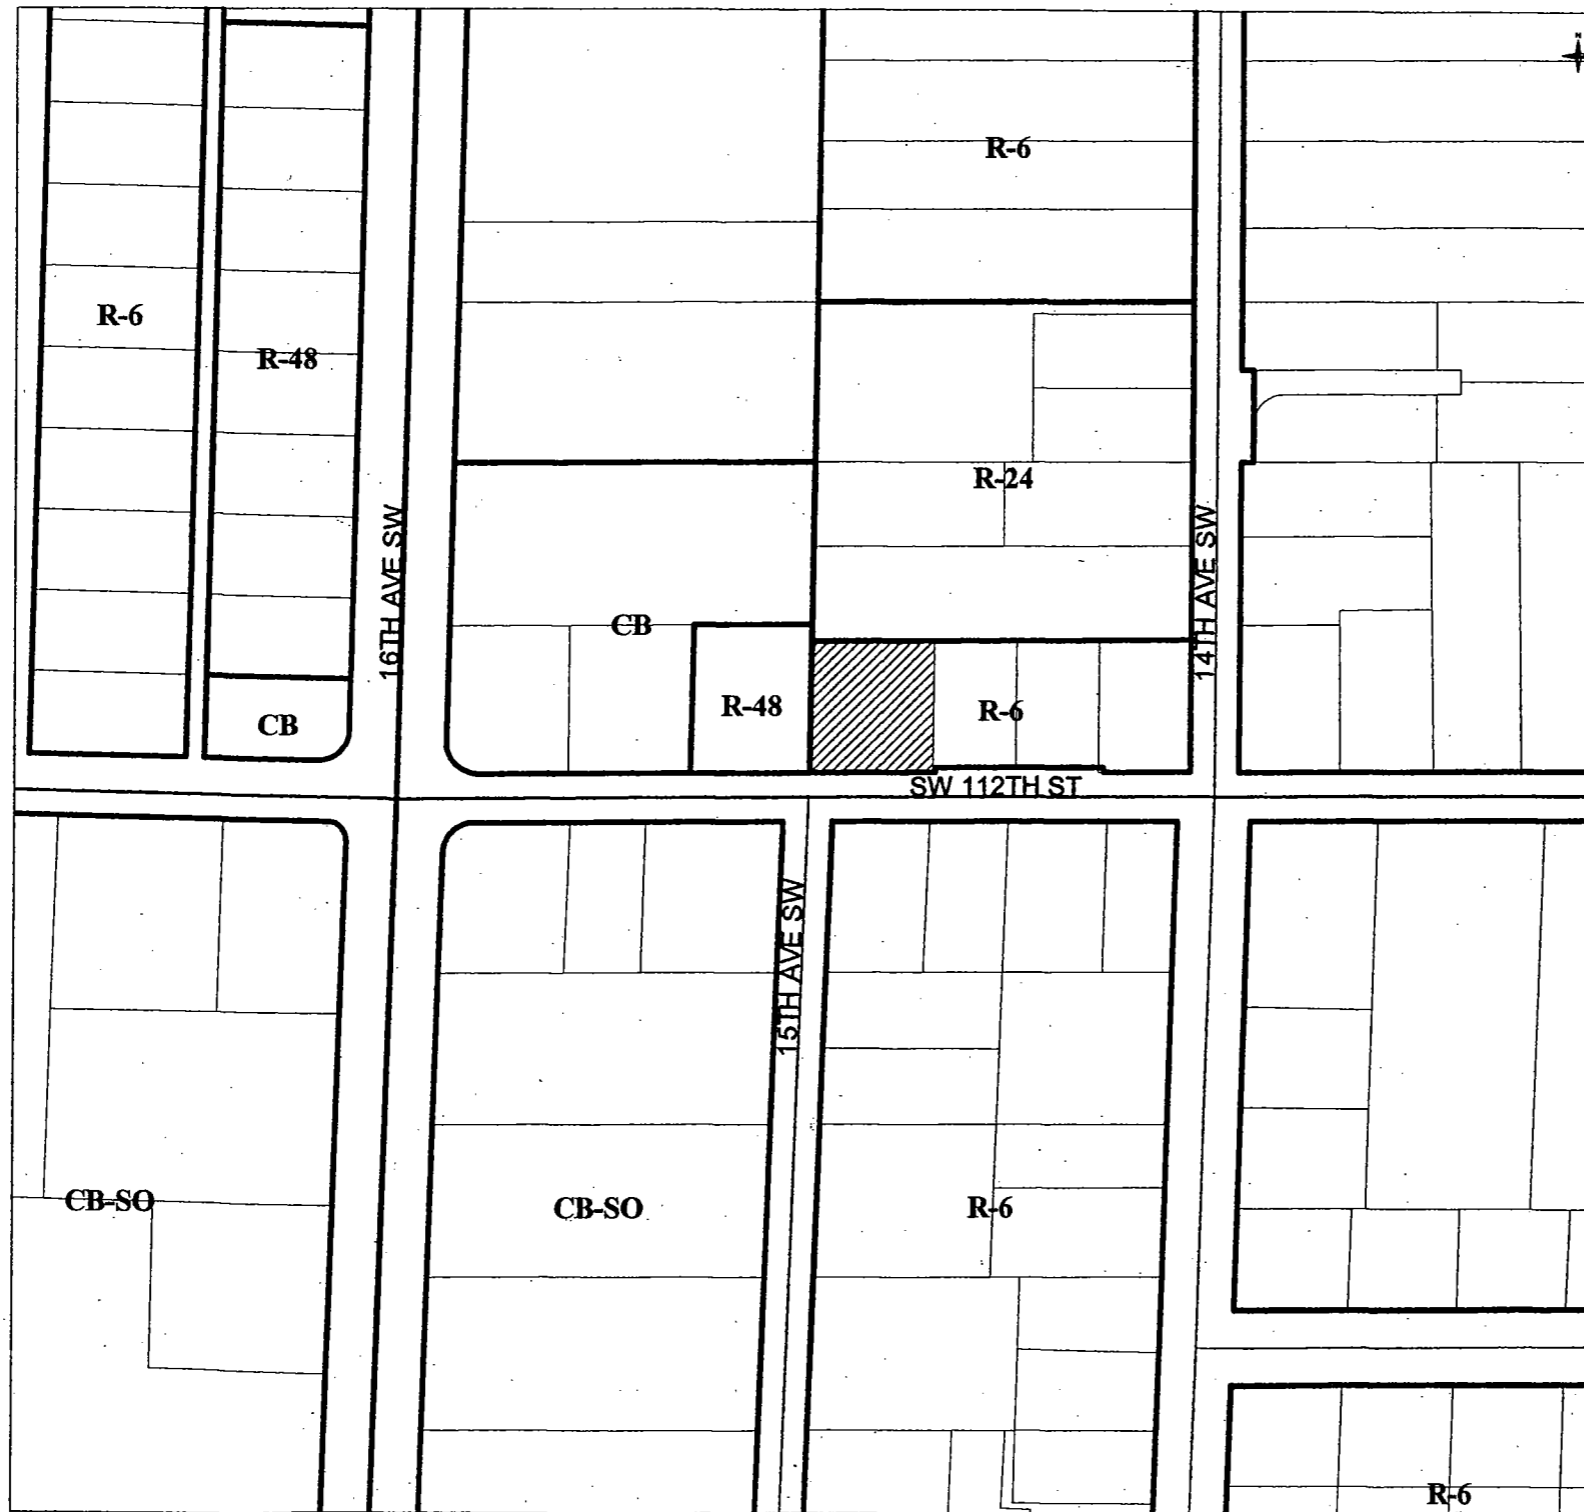 N
R-6
R-6
R-48
R-24
16TH AVE SW
14TH AVE SW
CB
R-48
R-6
CB
SW 112TH ST
15TH AVE SW
CB-SO
CB-SO
R-6
R-6